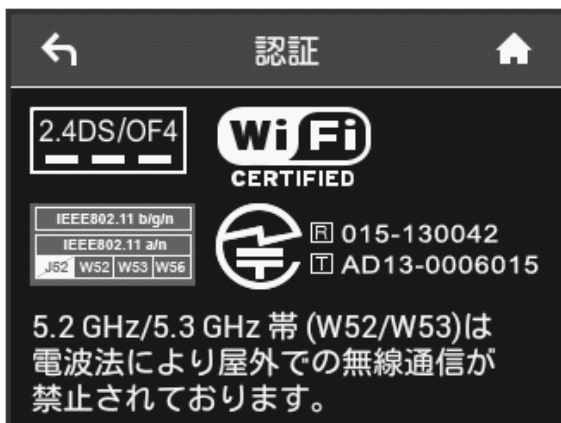 認証
2.4DS/OF4
Wi Fi
CERTIFIED
IEEE802.11 b/g/n
IEEE802.11 a/n
J52 W52 W53 W56
R 015-130042
T AD13-0006015
5.2 GHz/5.3 GHz 帯 (W52/W53)は
電波法により屋外での無線通信が
禁止されております。